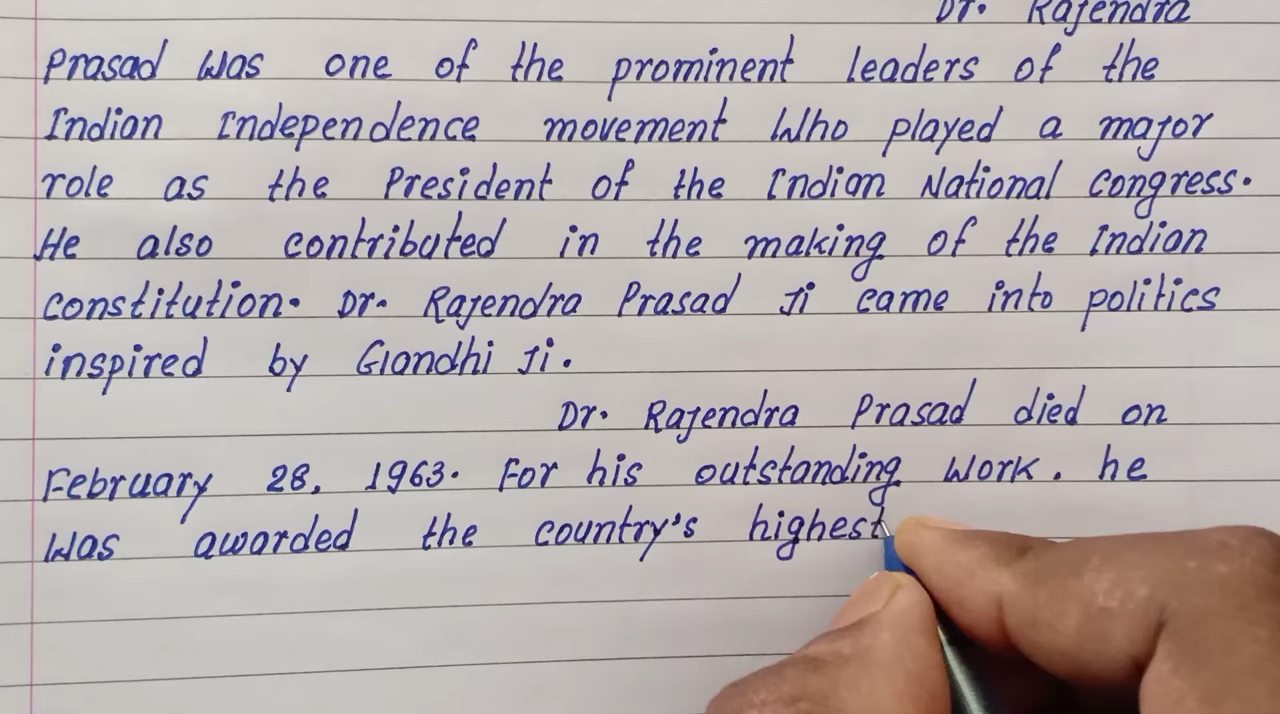 Dr. Rajendra
Prasad was one of the prominent leaders of the
Indian Independence movement who played a major
role as the President of the Indian National congress.
He also contributed in the making of the Indian
constitution. Dr. Rajendra Prasad Ji came into politics
inspired by Gandhi Ji.
Dr. Rajendra Prasad died on
February 28, 1963. For his outstanding work. he
was awarded the country's highest